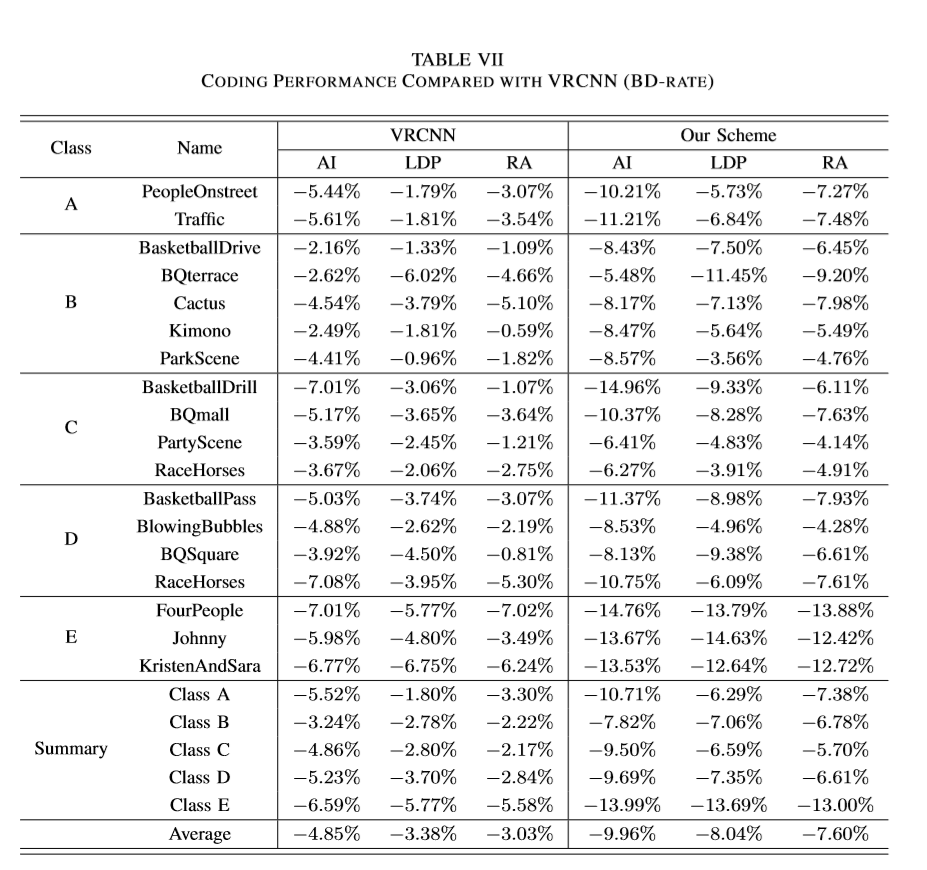 TABLE VII
CODING PERFORMANCE COMPARED WITH VRCNN (BD-RATE)
Class Name VRCNN Our Scheme
AI LDP RA AI LDP RA
A PeopleOnstreet −5.44% −1.79% −3.07% −10.21% −5.73% −7.27%
Traffic −5.61% −1.81% −3.54% −11.21% −6.84% −7.48%
B BasketballDrive −2.16% −1.33% −1.09% −8.43% −7.50% −6.45%
BQterrace −2.62% −6.02% −4.66% −5.48% −11.45% −9.20%
Cactus −4.54% −3.79% −5.10% −8.17% −7.13% −7.98%
Kimono −2.49% −1.81% −0.59% −8.47% −5.64% −5.49%
ParkScene −4.41% −0.96% −1.82% −8.57% −3.56% −4.76%
C BasketballDrill −7.01% −3.06% −1.07% −14.96% −9.33% −6.11%
BQmall −5.17% −3.65% −3.64% −10.37% −8.28% −7.63%
PartyScene −3.59% −2.45% −1.21% −6.41% −4.83% −4.14%
RaceHorses −3.67% −2.06% −2.75% −6.27% −3.91% −4.91%
D BasketballPass −5.03% −3.74% −3.07% −11.37% −8.98% −7.93%
BlowingBubbles −4.88% −2.62% −2.19% −8.53% −4.96% −4.28%
BQSquare −3.92% −4.50% −0.81% −8.13% −9.38% −6.61%
RaceHorses −7.08% −3.95% −5.30% −10.75% −6.09% −7.61%
E FourPeople −7.01% −5.77% −7.02% −14.76% −13.79% −13.88%
Johnny −5.98% −4.80% −3.49% −13.67% −14.63% −12.42%
KristenAndSara −6.77% −6.75% −6.24% −13.53% −12.64% −12.72%
Summary Class A −5.52% −1.80% −3.30% −10.71% −6.29% −7.38%
Class B −3.24% −2.78% −2.22% −7.82% −7.06% −6.78%
Class C −4.86% −2.80% −2.17% −9.50% −6.59% −5.70%
Class D −5.23% −3.70% −2.84% −9.69% −7.35% −6.61%
Class E −6.59% −5.77% −5.58% −13.99% −13.69% −13.00%
Average −4.85% −3.38% −3.03% −9.96% −8.04% −7.60%